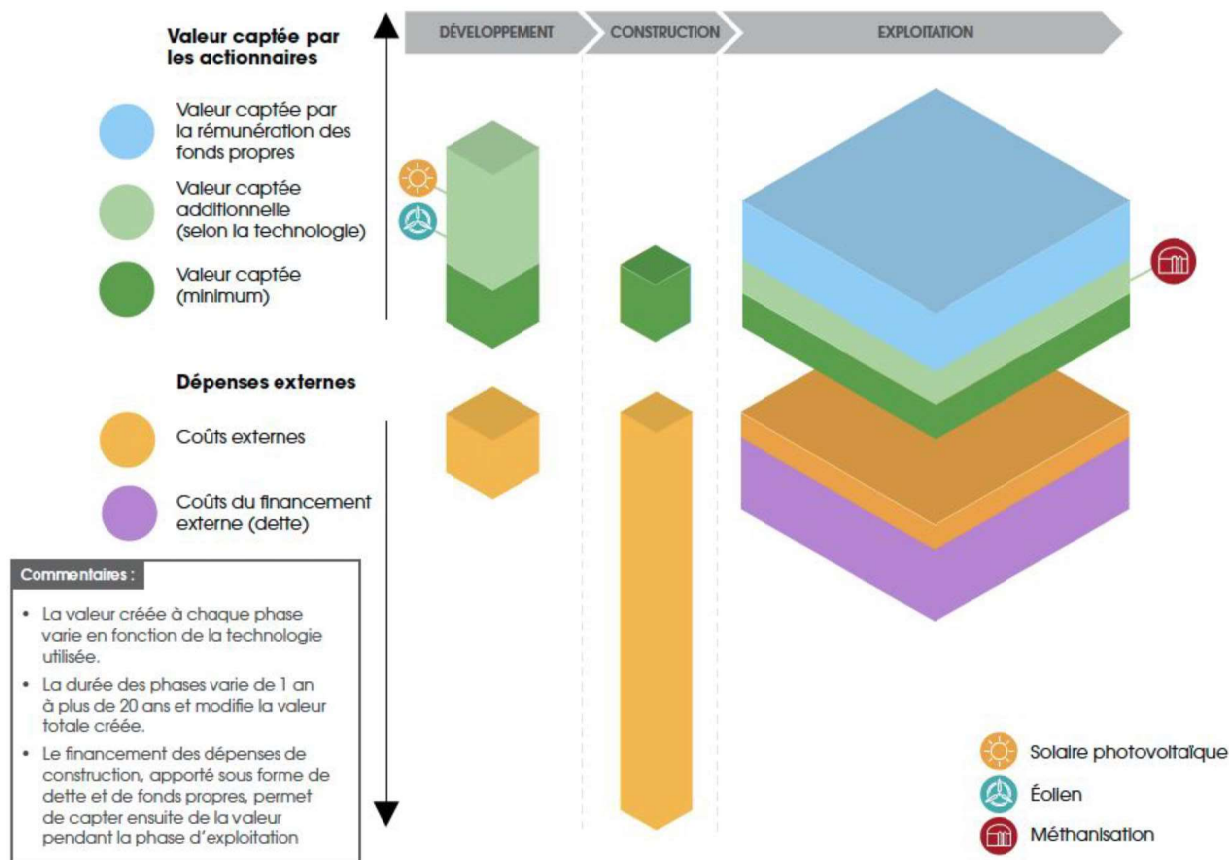 Valeur captée par
les actionnaires
DÉVELOPPEMENT
CONSTRUCTION
EXPLOITATION
Valeur captée par
la rémunération des
fonds propres
Valeur captée
additionnelle
(selon la technologie)
Valeur captée
(minimum)
Dépenses externes
Coûts externes
Coûts du financement
externe (dette)
Commentaires :
• La valeur créée à chaque phase
varie en fonction de la technologie
utilisée.
• La durée des phases varie de 1 an
à plus de 20 ans et modifie la valeur
totale créée.
• Le financement des dépenses de
construction, apporté sous forme de
dette et de fonds propres, permet
de capter ensuite de la valeur
pendant la phase d'exploitation
Solaire photovoltaïque
Éolien
Méthanisation